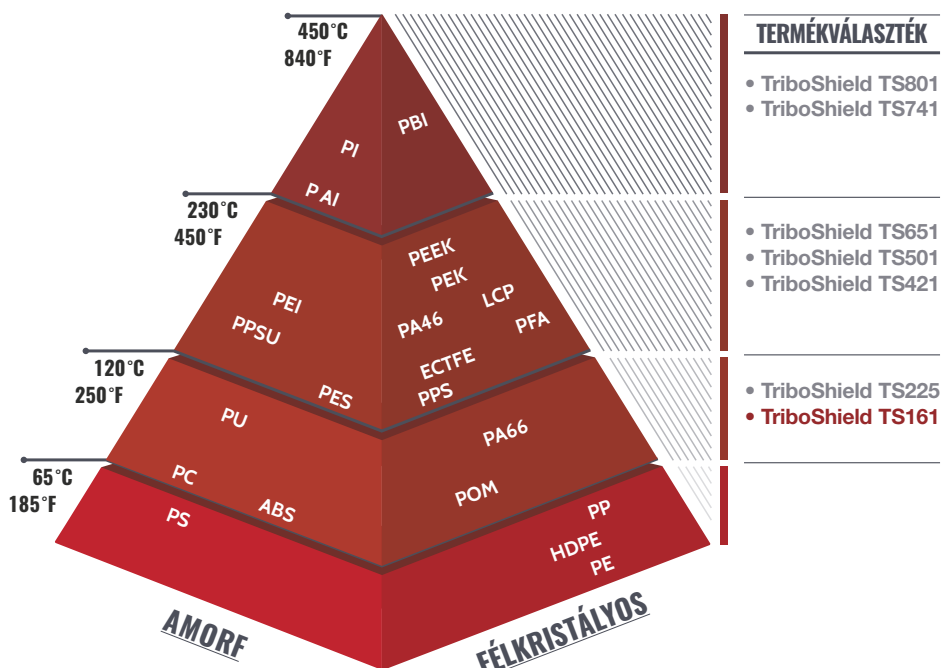 450°C
840°F
TERMÉKVÁLASZTÉK
• TriboShield TS801
• TriboShield TS741
PBI
PI
P AI
230°C
450°F
• TriboShield TS651
• TriboShield TS501
• TriboShield TS421
PEEK
PEK
LCP
PEI
PPSU
PA46
PFA
ECTFE
PPS
PES
120°C
250°F
• TriboShield TS225
• TriboShield TS161
PU
PA66
PC
ABS
POM
65°C
185°F
PS
PP
HDPE
PE
AMORF
FÉLKRISTÁLYOS